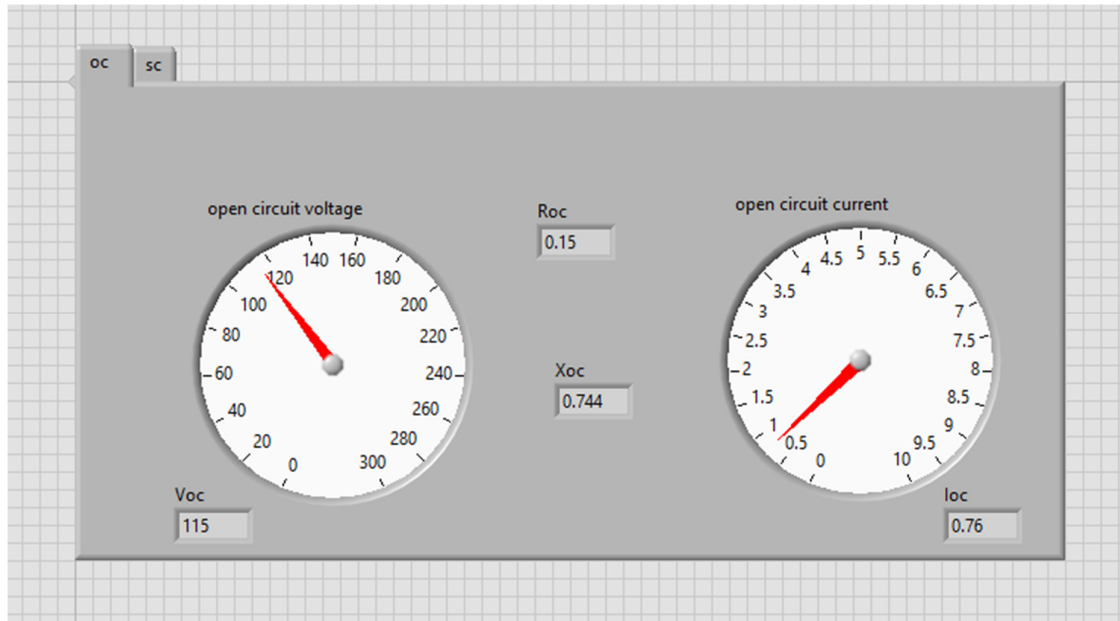 oc sc
open circuit voltage
0 20 40 60 80 100 120 140 160 180 200 220 240 260 280 300
Voc
115
Roc
0.15
Xoc
0.744
open circuit current
0 0.5 1 1.5 2 2.5 3 3.5 4 4.5 5 5.5 6 6.5 7 7.5 8 8.5 9 9.5 10
Ioc
0.76